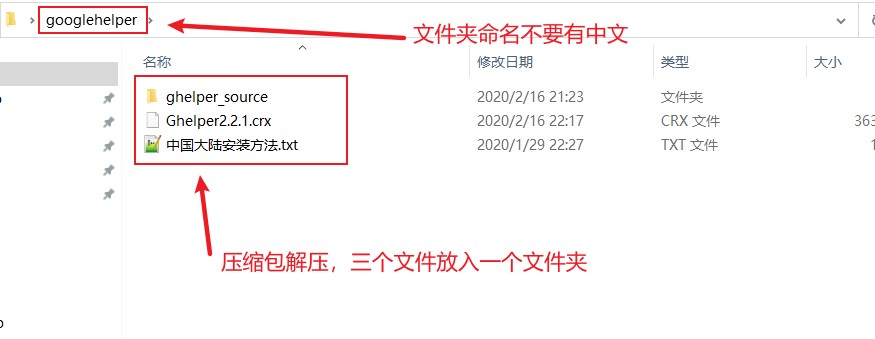 googlehelper
文件夹命名不要有中文
名称 修改日期 类型 大小
ghelper_source 2020/2/16 21:23 文件夹
Ghelper2.2.1.crx 2020/2/16 22:17 CRX 文件 363
中国大陆安装方法.txt 2020/1/29 22:27 TXT 文件 1
压缩包解压，三个文件放入一个文件夹